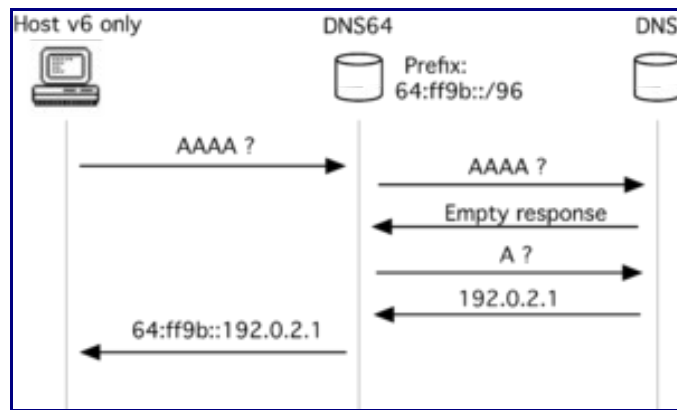 Host v6 only
DNS64
DNS
Prefix:
64:ff9b::/96
AAAA ?
AAAA ?
Empty response
A ?
192.0.2.1
64:ff9b::192.0.2.1